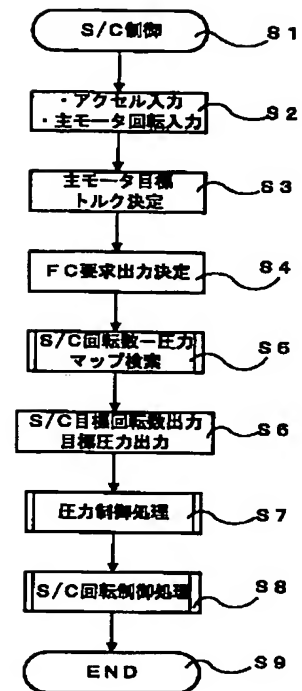 S/C制御 S1
・アクセル入力
・主モータ回転入力 S2
主モータ目標
トルク決定 S3
FC要求出力決定 S4
S/C回転数－圧力
マップ検索 S5
S/C目標回転数出力
目標圧力出力 S6
圧力制御処理 S7
S/C回転制御処理 S8
END S9